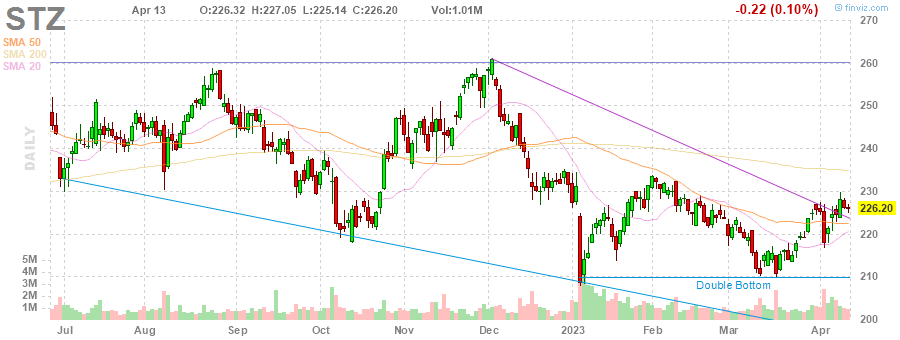 STZ
Apr 13 O:226.32 H:227.05 L:225.14 C:226.20 Vol:1.01M -0.22 (0.10%)
© finviz.com
SMA 50
SMA 200
SMA 20
DAILY
270
260
250
240
230
226.20
220
210
200
5M
4M
3M
2M
1M
Double Bottom
Jul Aug Sep Oct Nov Dec 2023 Feb Mar Apr